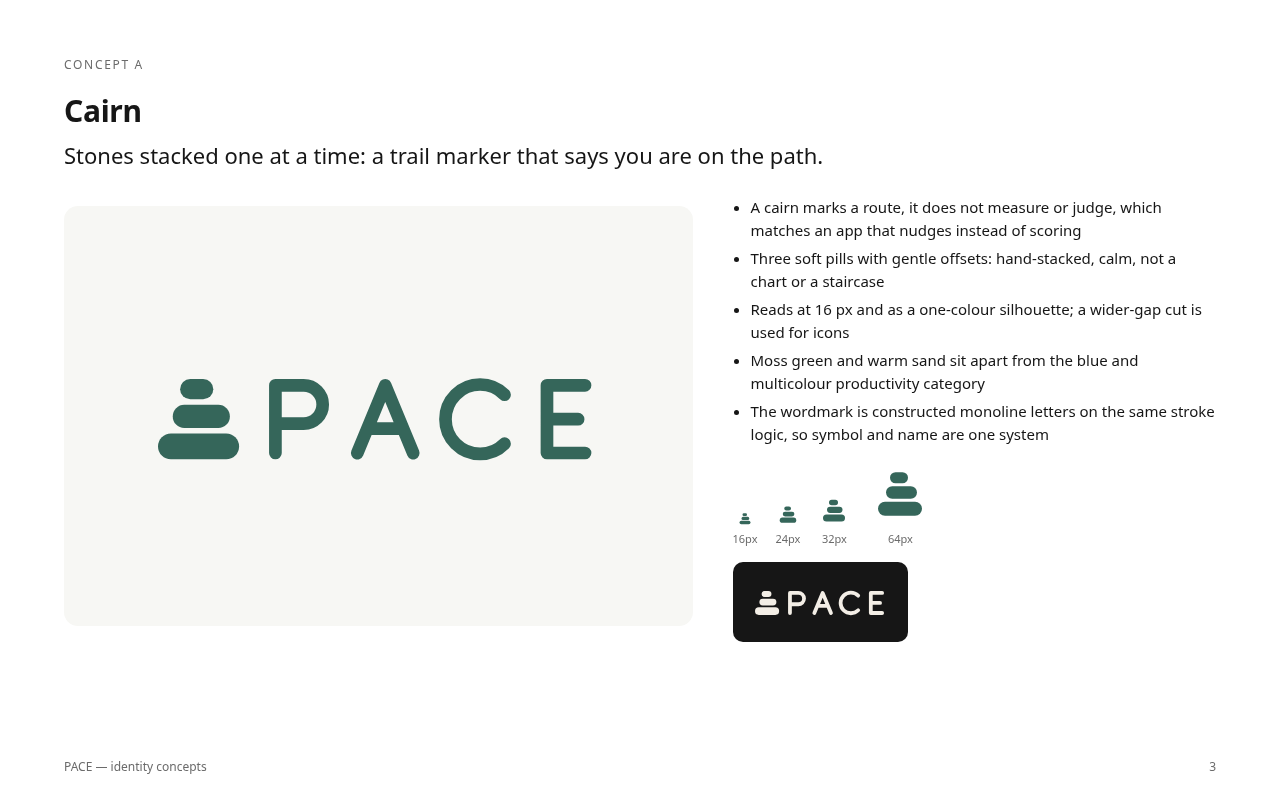 CONCEPT A
Cairn
Stones stacked one at a time: a trail marker that says you are on the path.
PACE
• A cairn marks a route, it does not measure or judge, which
matches an app that nudges instead of scoring
• Three soft pills with gentle offsets: hand-stacked, calm, not a
chart or a staircase
• Reads at 16 px and as a one-colour silhouette; a wider-gap cut is
used for icons
• Moss green and warm sand sit apart from the blue and
multicolour productivity category
• The wordmark is constructed monoline letters on the same stroke
logic, so symbol and name are one system
16px 24px 32px 64px
PACE
PACE — identity concepts 3